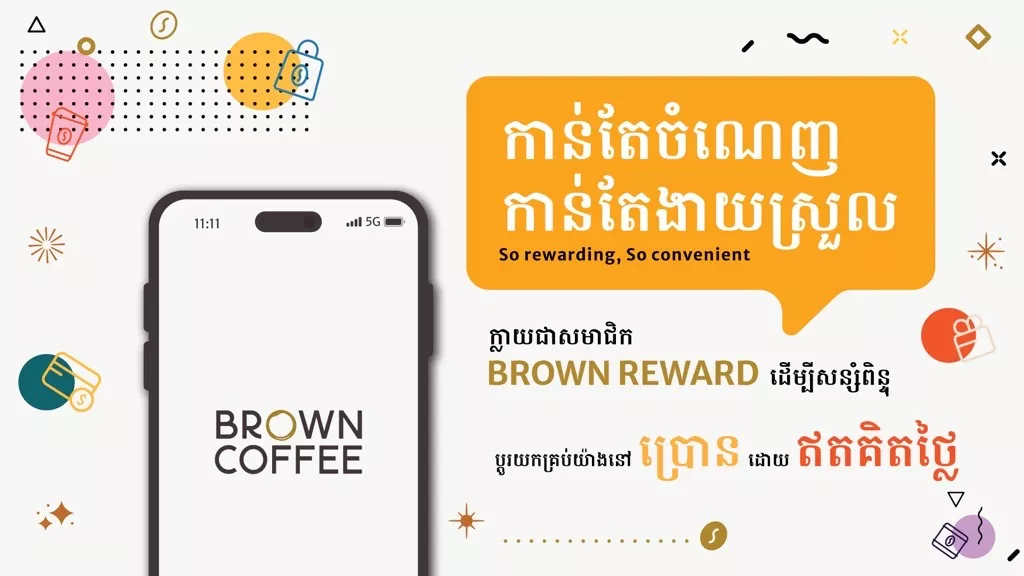 កាន់តែចំណេញ
កាន់តែងាយស្រួល
So rewarding, So convenient
11:11 5G
BROWN
COFFEE
ក្លាយជាសមាជិក
BROWN REWARD ដើម្បីសន្សំពិន្ទុ
ប្តូរយកគ្រប់យ៉ាងនៅ ប្រោន ដោយ ឥតគិតថ្លៃ